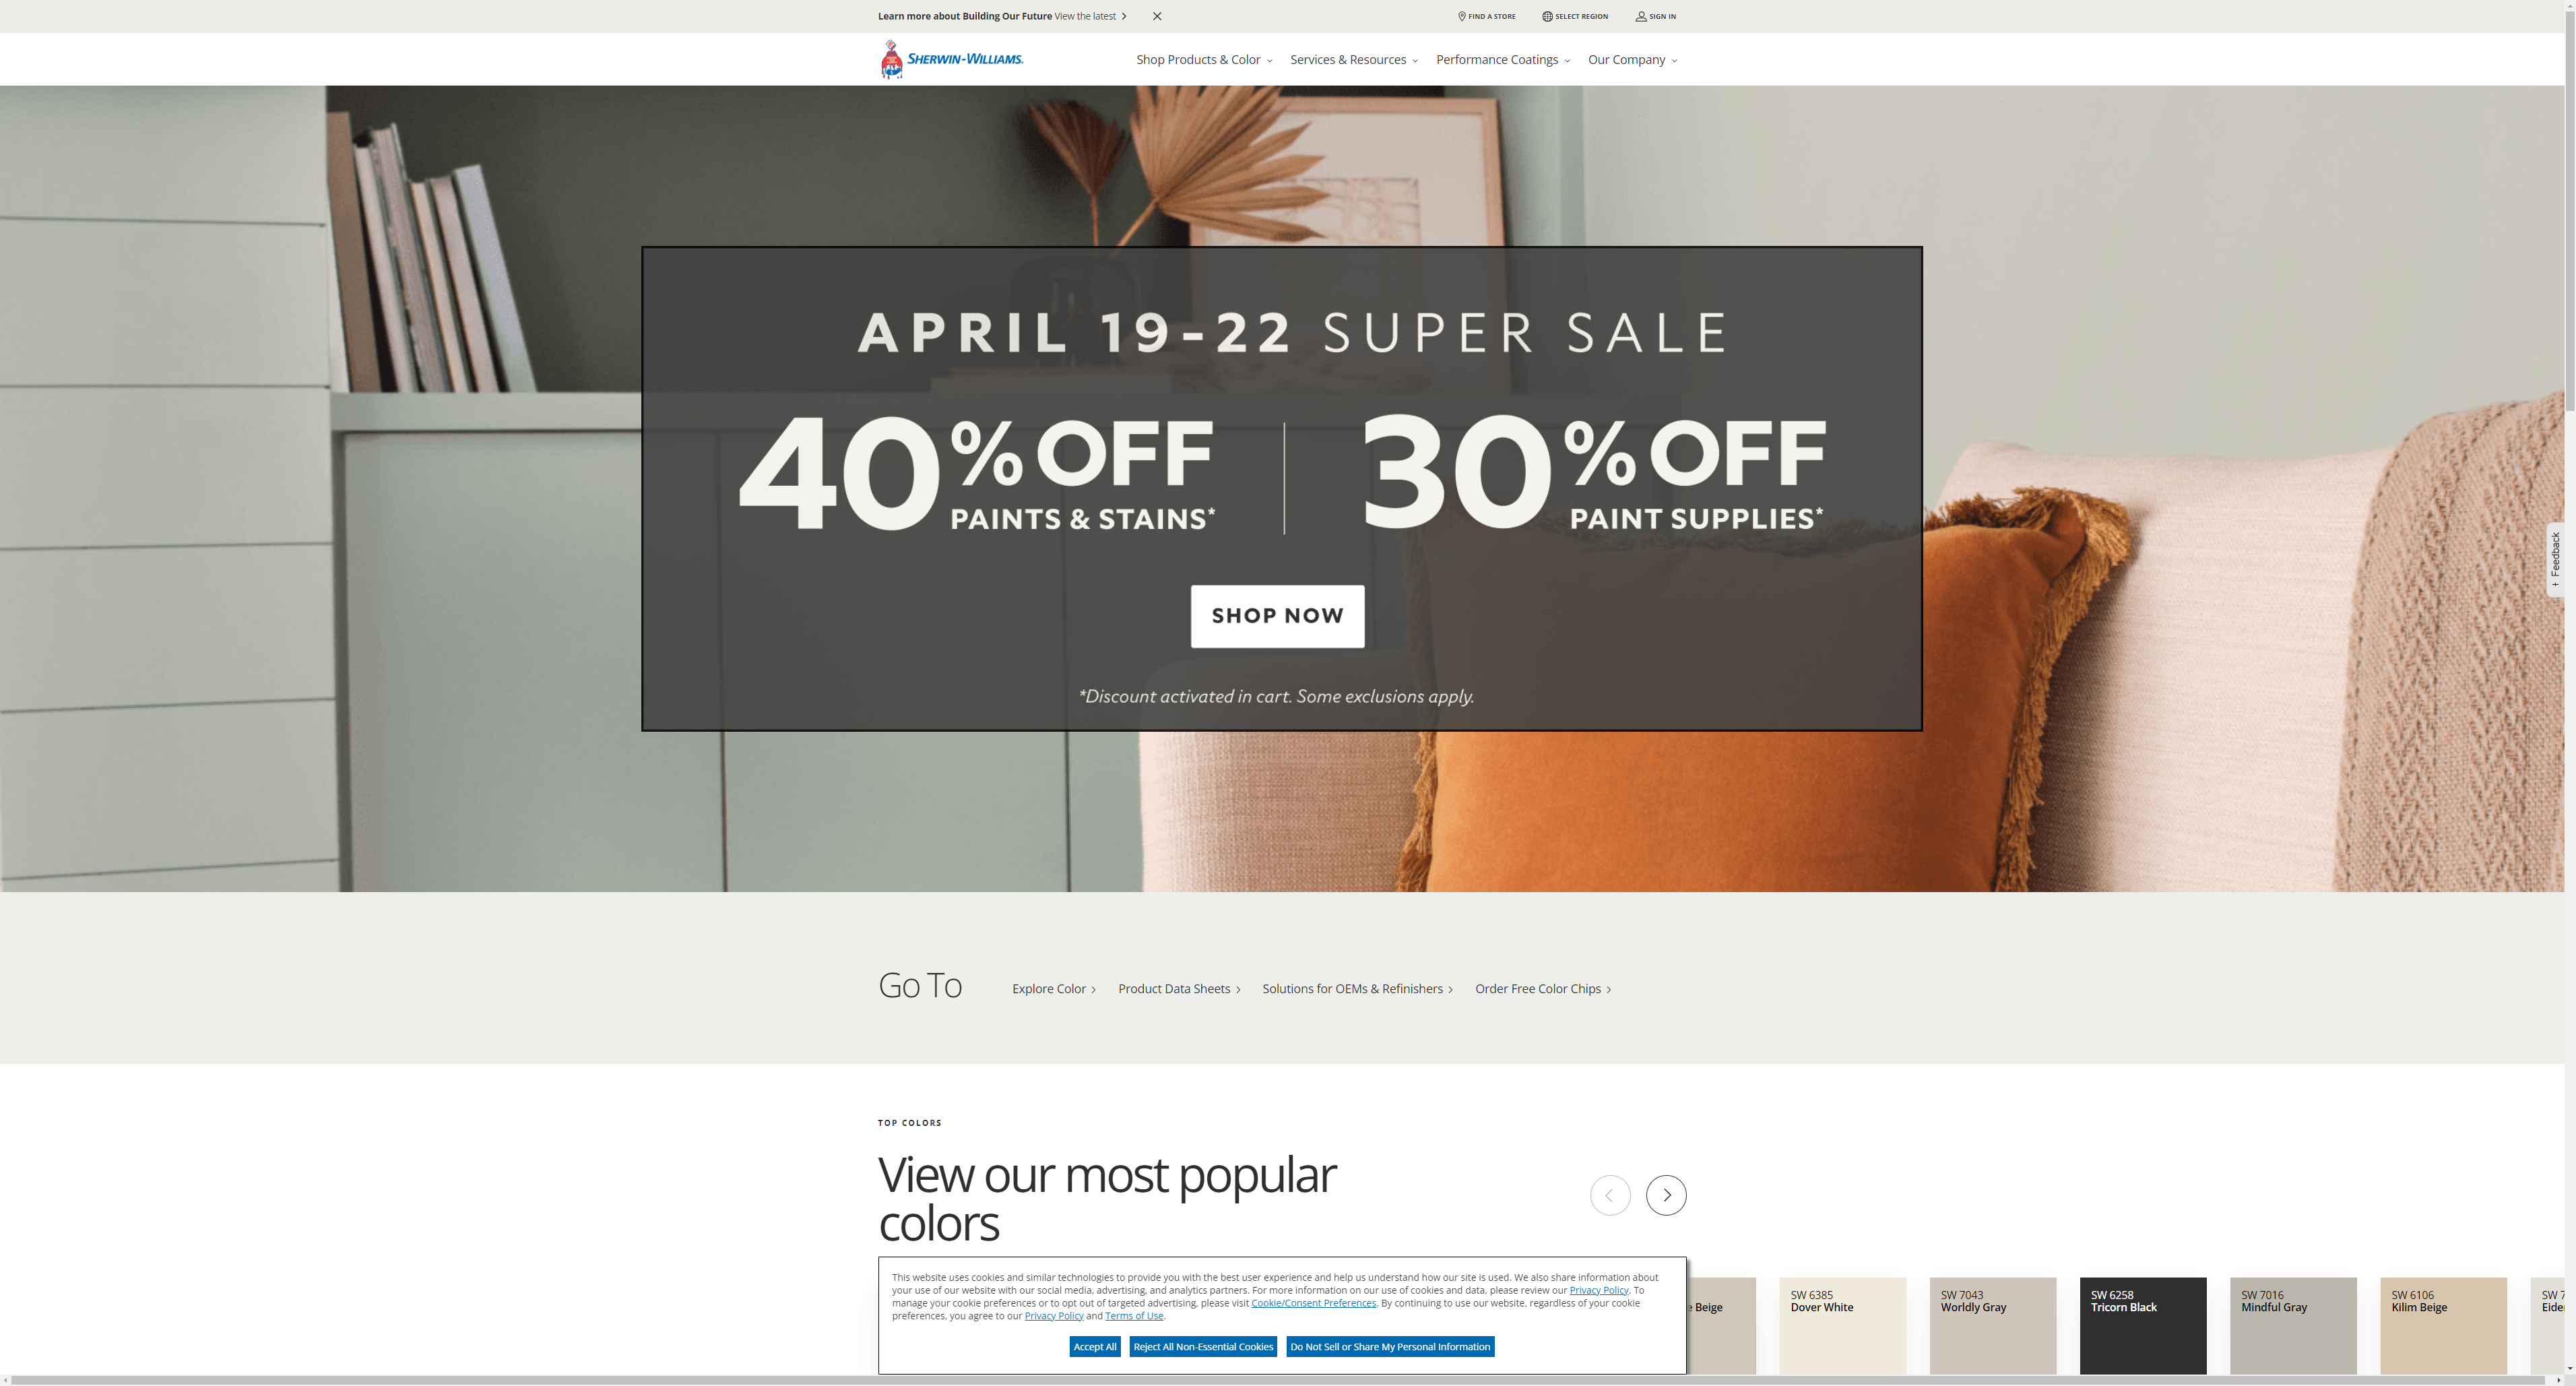 Learn more about Building Our Future View the latest
FIND A STORE
SELECT REGION
SIGN IN
SHERWIN-WILLIAMS.
Shop Products & Color
Services & Resources
Performance Coatings
Our Company
APRIL 19-22 SUPER SALE
40% OFF
PAINTS & STAINS*
30% OFF
PAINT SUPPLIES*
SHOP NOW
*Discount activated in cart. Some exclusions apply.
+ Feedback
Go To
Explore Color
Product Data Sheets
Solutions for OEMs & Refinishers
Order Free Color Chips
TOP COLORS
View our most popular
colors
This website uses cookies and similar technologies to provide you with the best user experience and help us understand how our site is used. We also share information about
your use of our website with our social media, advertising, and analytics partners. For more information on our use of cookies and data, please review our Privacy Policy. To
manage your cookie preferences or to opt out of targeted advertising, please visit Cookie/Consent Preferences. By continuing to use our website, regardless of your cookie
preferences, you agree to our Privacy Policy and Terms of Use.
Accept All
Reject All Non-Essential Cookies
Do Not Sell or Share My Personal Information
Beige
SW 6385
Dover White
SW 7043
Worldly Gray
SW 6258
Tricorn Black
SW 7016
Mindful Gray
SW 6106
Kilim Beige
SW